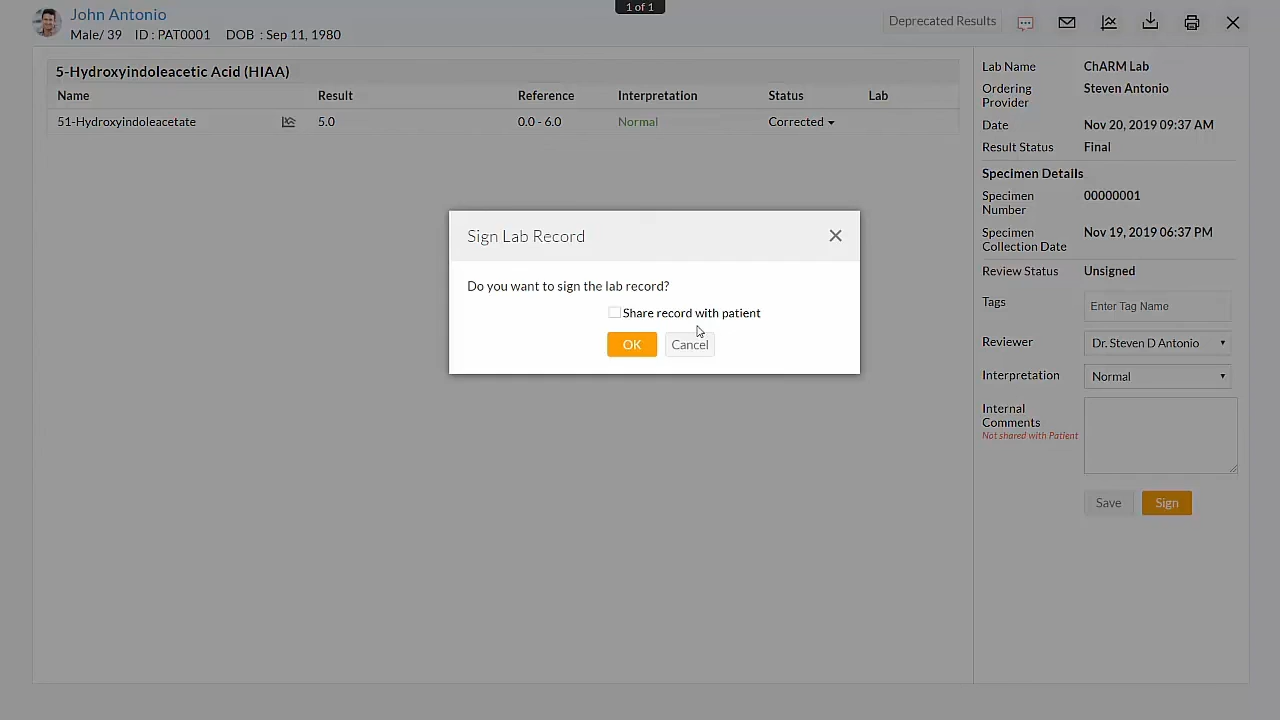 1 of 1
John Antonio
Male/ 39 ID : PAT0001 DOB : Sep 11, 1980
Deprecated Results
5-Hydroxyindoleacetic Acid (HIAA)
Name Result Reference Interpretation Status Lab
51-Hydroxyindoleacetate 5.0 0.0 - 6.0 Normal Corrected
Sign Lab Record
Do you want to sign the lab record?
Share record with patient
OK Cancel
Lab Name ChARM Lab
Ordering Provider Steven Antonio
Date Nov 20, 2019 09:37 AM
Result Status Final
Specimen Details
Specimen Number 00000001
Specimen Collection Date Nov 19, 2019 06:37 PM
Review Status Unsigned
Tags Enter Tag Name
Reviewer Dr. Steven D Antonio
Interpretation Normal
Internal Comments
Not shared with Patient
Save Sign